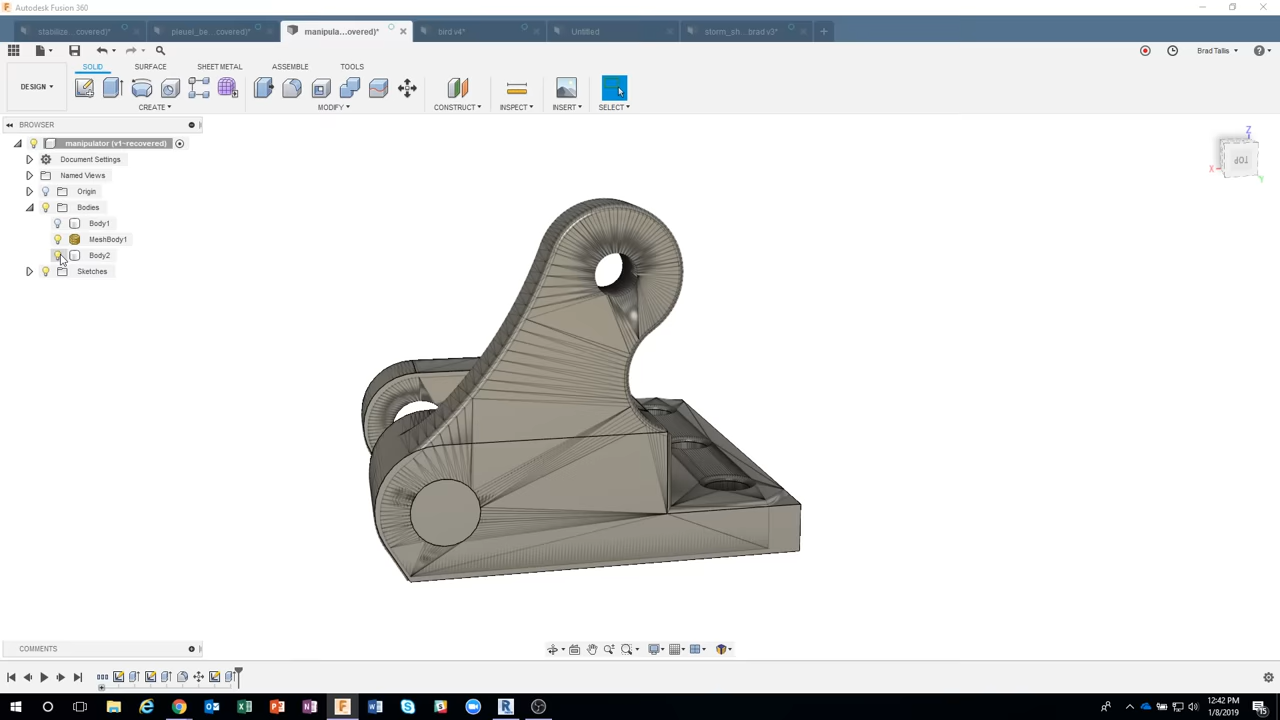 Autodesk Fusion 360
stabilize...covered)*
pleuel_be...covered)*
manipula...overed)*
bird v4*
Untitled
storm_sh...brad v3*
Brad Tallis
SOLID
SURFACE
SHEET METAL
ASSEMBLE
TOOLS
DESIGN
CREATE
MODIFY
CONSTRUCT
INSPECT
INSERT
SELECT
BROWSER
manipulator (v1~recovered)
Document Settings
Named Views
Origin
Bodies
Body1
MeshBody1
Body2
Sketches
Z
X
Y
TOP
COMMENTS
12:42 PM
1/8/2019
15